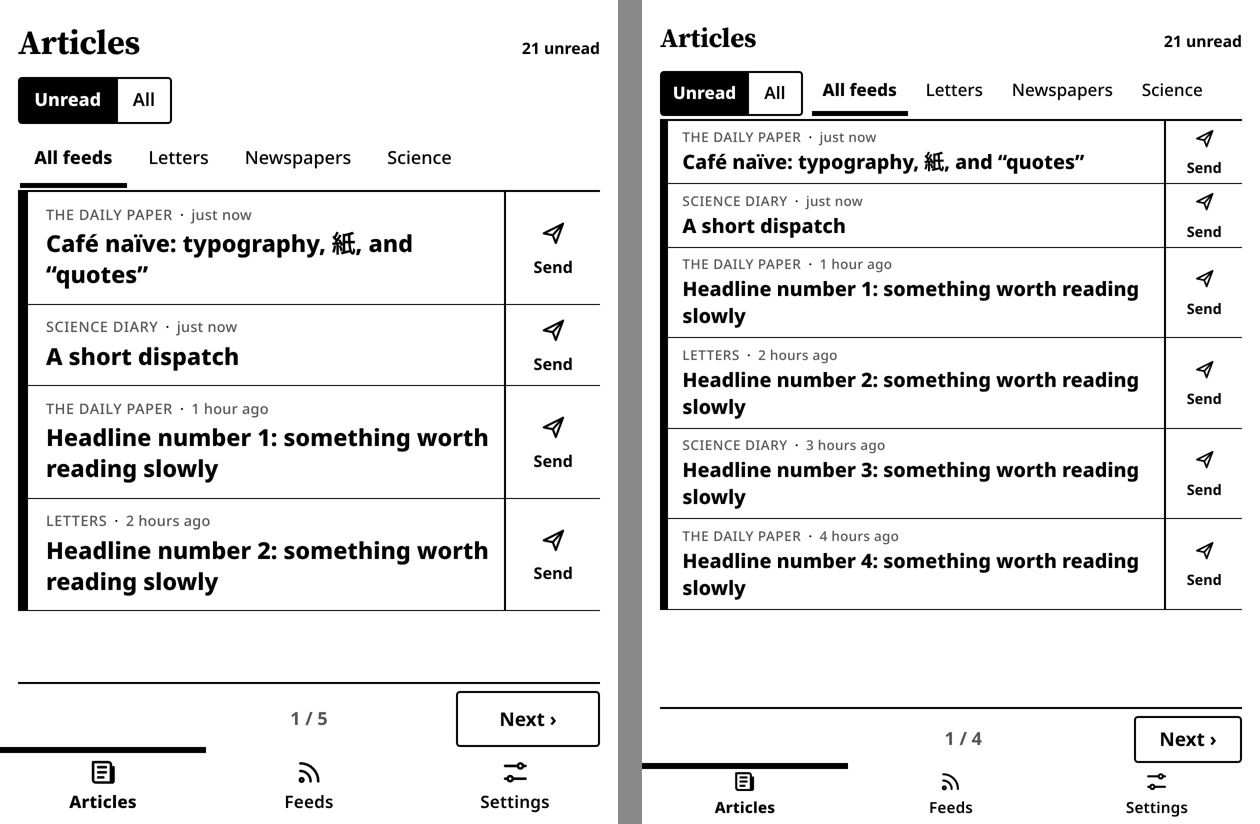 Articles
21 unread
Unread All
All feeds Letters Newspapers Science
THE DAILY PAPER · just now
Café naïve: typography, 紙, and
“quotes”
Send
SCIENCE DIARY · just now
A short dispatch
Send
THE DAILY PAPER · 1 hour ago
Headline number 1: something worth
reading slowly
Send
LETTERS · 2 hours ago
Headline number 2: something worth
reading slowly
Send
1 / 5
Next ›
Articles Feeds Settings
Articles
21 unread
Unread All All feeds Letters Newspapers Science
THE DAILY PAPER · just now
Café naïve: typography, 紙, and “quotes”
Send
SCIENCE DIARY · just now
A short dispatch
Send
THE DAILY PAPER · 1 hour ago
Headline number 1: something worth reading
slowly
Send
LETTERS · 2 hours ago
Headline number 2: something worth reading
slowly
Send
SCIENCE DIARY · 3 hours ago
Headline number 3: something worth reading
slowly
Send
THE DAILY PAPER · 4 hours ago
Headline number 4: something worth reading
slowly
Send
1 / 4
Next ›
Articles Feeds Settings